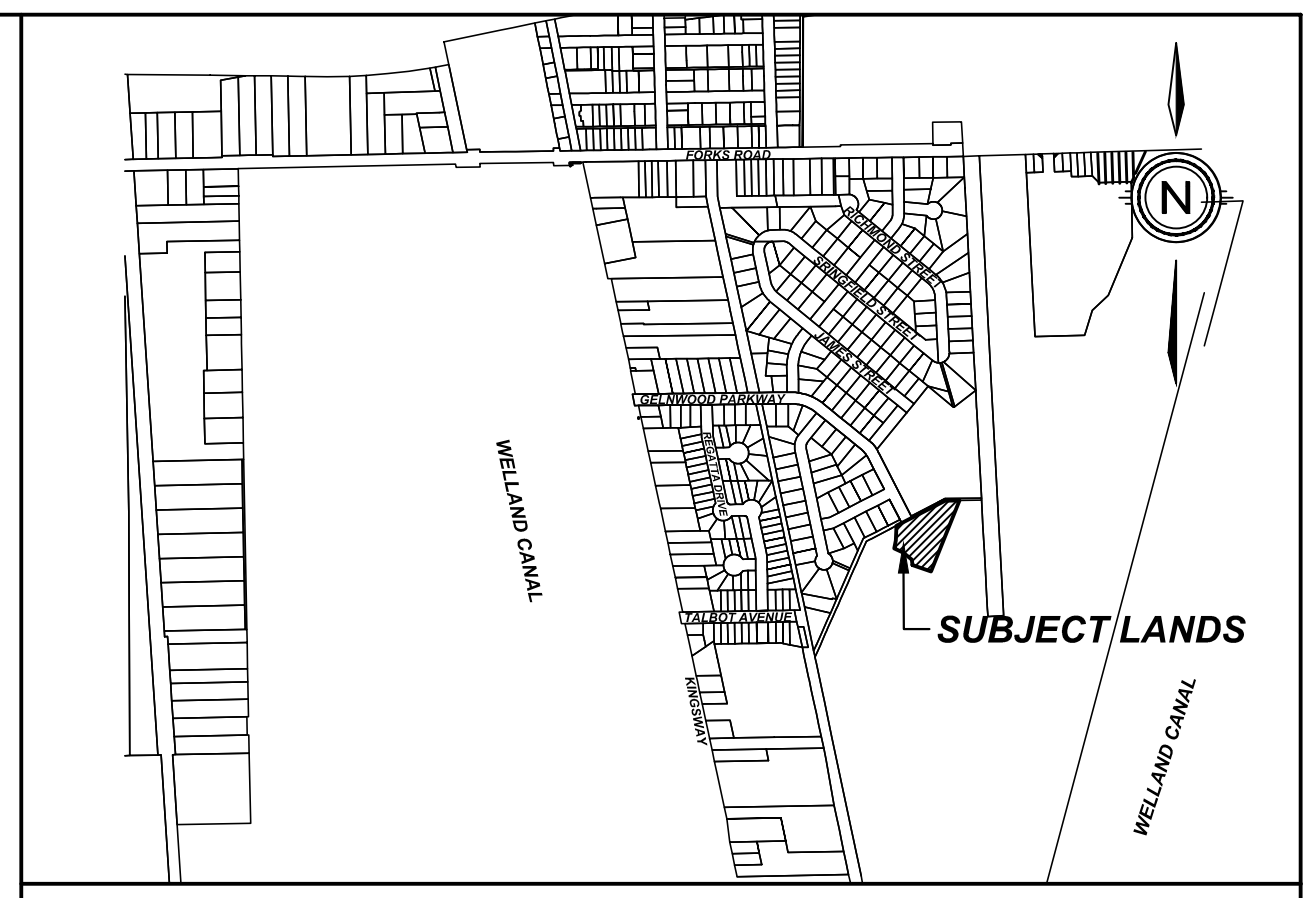 FORKS ROAD
N
RICHMOND STREET
SRINGFIELD STREET
JAMES STREET
GELNWOOD PARKWAY
REGATTA DRIVE
WELLAND CANAL
TALBOT AVENUE
SUBJECT LANDS
KINGSWAY
WELLAND CANAL